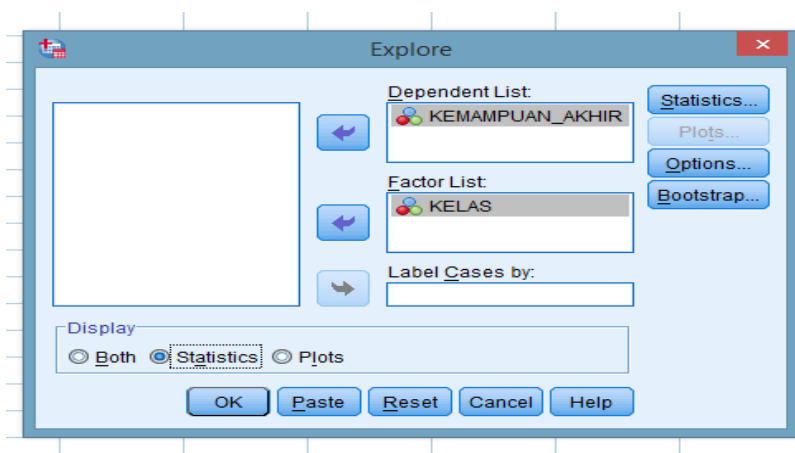 Explore
Dependent List:
KEMAMPUAN_AKHIR
Factor List:
KELAS
Label Cases by:
Statistics...
Plots...
Options...
Bootstrap...
Display
Both Statistics Plots
OK Paste Reset Cancel Help